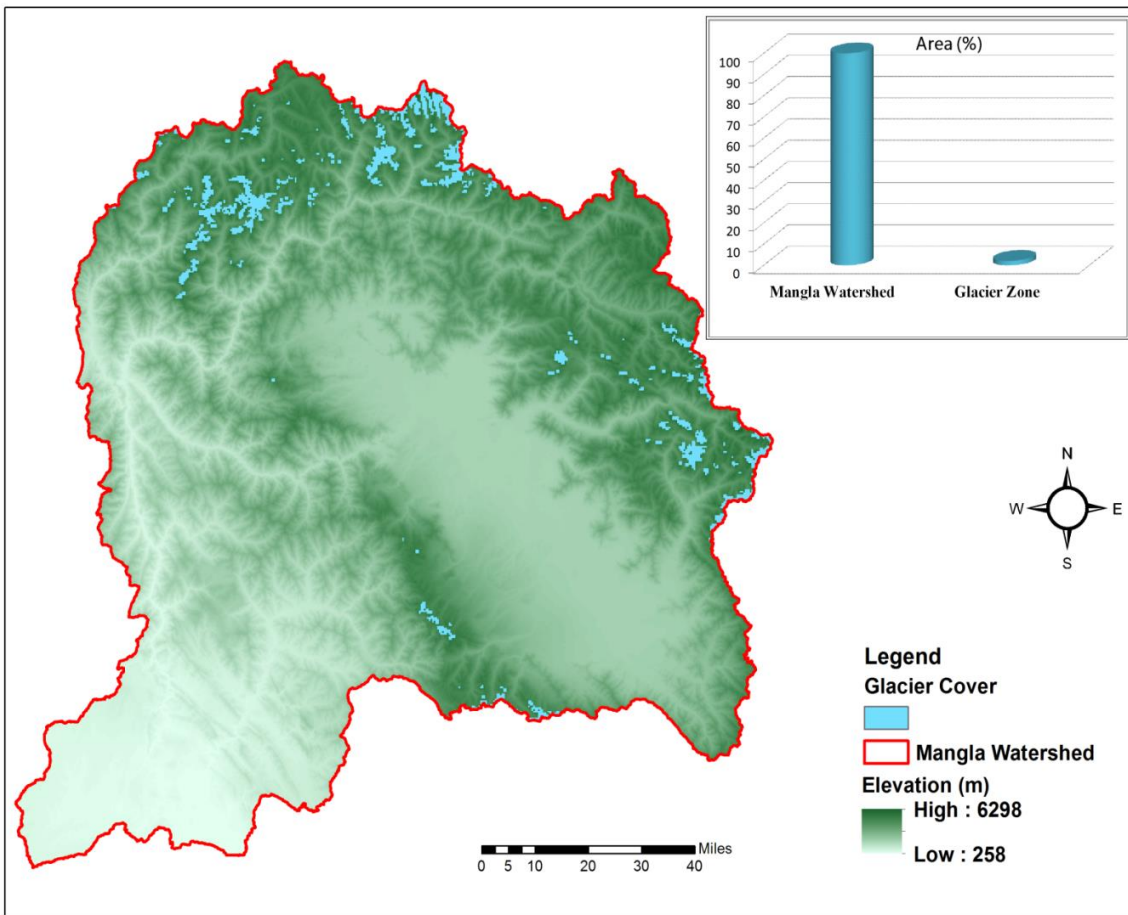 Area (%)
100
90
80
70
60
50
40
30
20
10
0
Mangla Watershed Glacier Zone
N
W E
S
Legend
Glacier Cover
Mangla Watershed
Elevation (m)
High : 6298
Low : 258
Miles
0 5 10 20 30 40